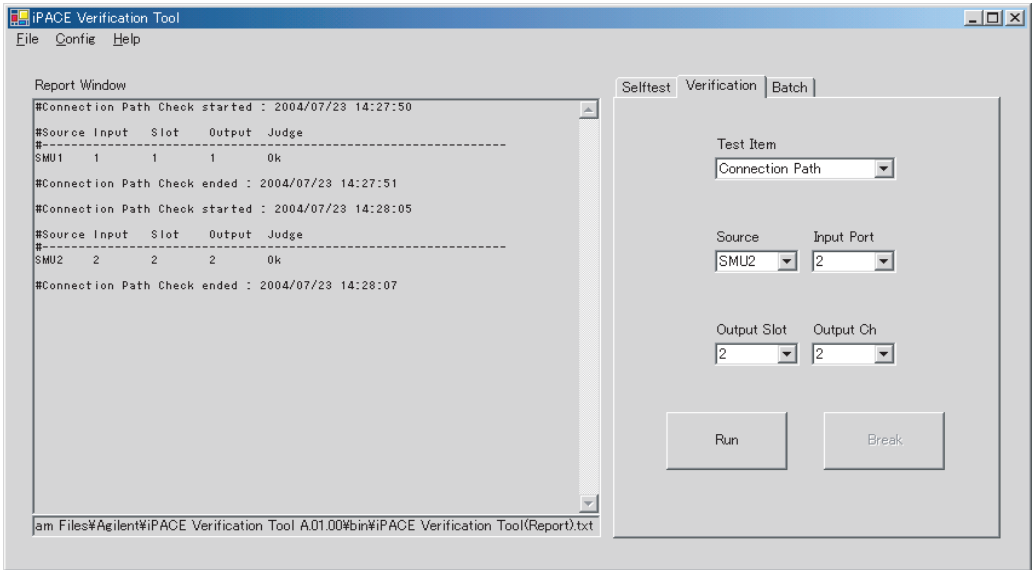 iPACE Verification Tool
File Config Help
Report Window
#Connection Path Check started : 2004/07/23 14:27:50
#Source Input Slot Output Judge
#------------------------------------------------------------
SMU1 1 1 1 Ok
#Connection Path Check ended : 2004/07/23 14:27:51
#Connection Path Check started : 2004/07/23 14:28:05
#Source Input Slot Output Judge
#------------------------------------------------------------
SMU2 2 2 2 Ok
#Connection Path Check ended : 2004/07/23 14:28:07
am Files¥Agilent¥iPACE Verification Tool A.01.00¥bin¥iPACE Verification Tool(Report).txt
Selftest Verification Batch
Test Item
Connection Path
Source Input Port
SMU2 2
Output Slot Output Ch
2 2
Run Break